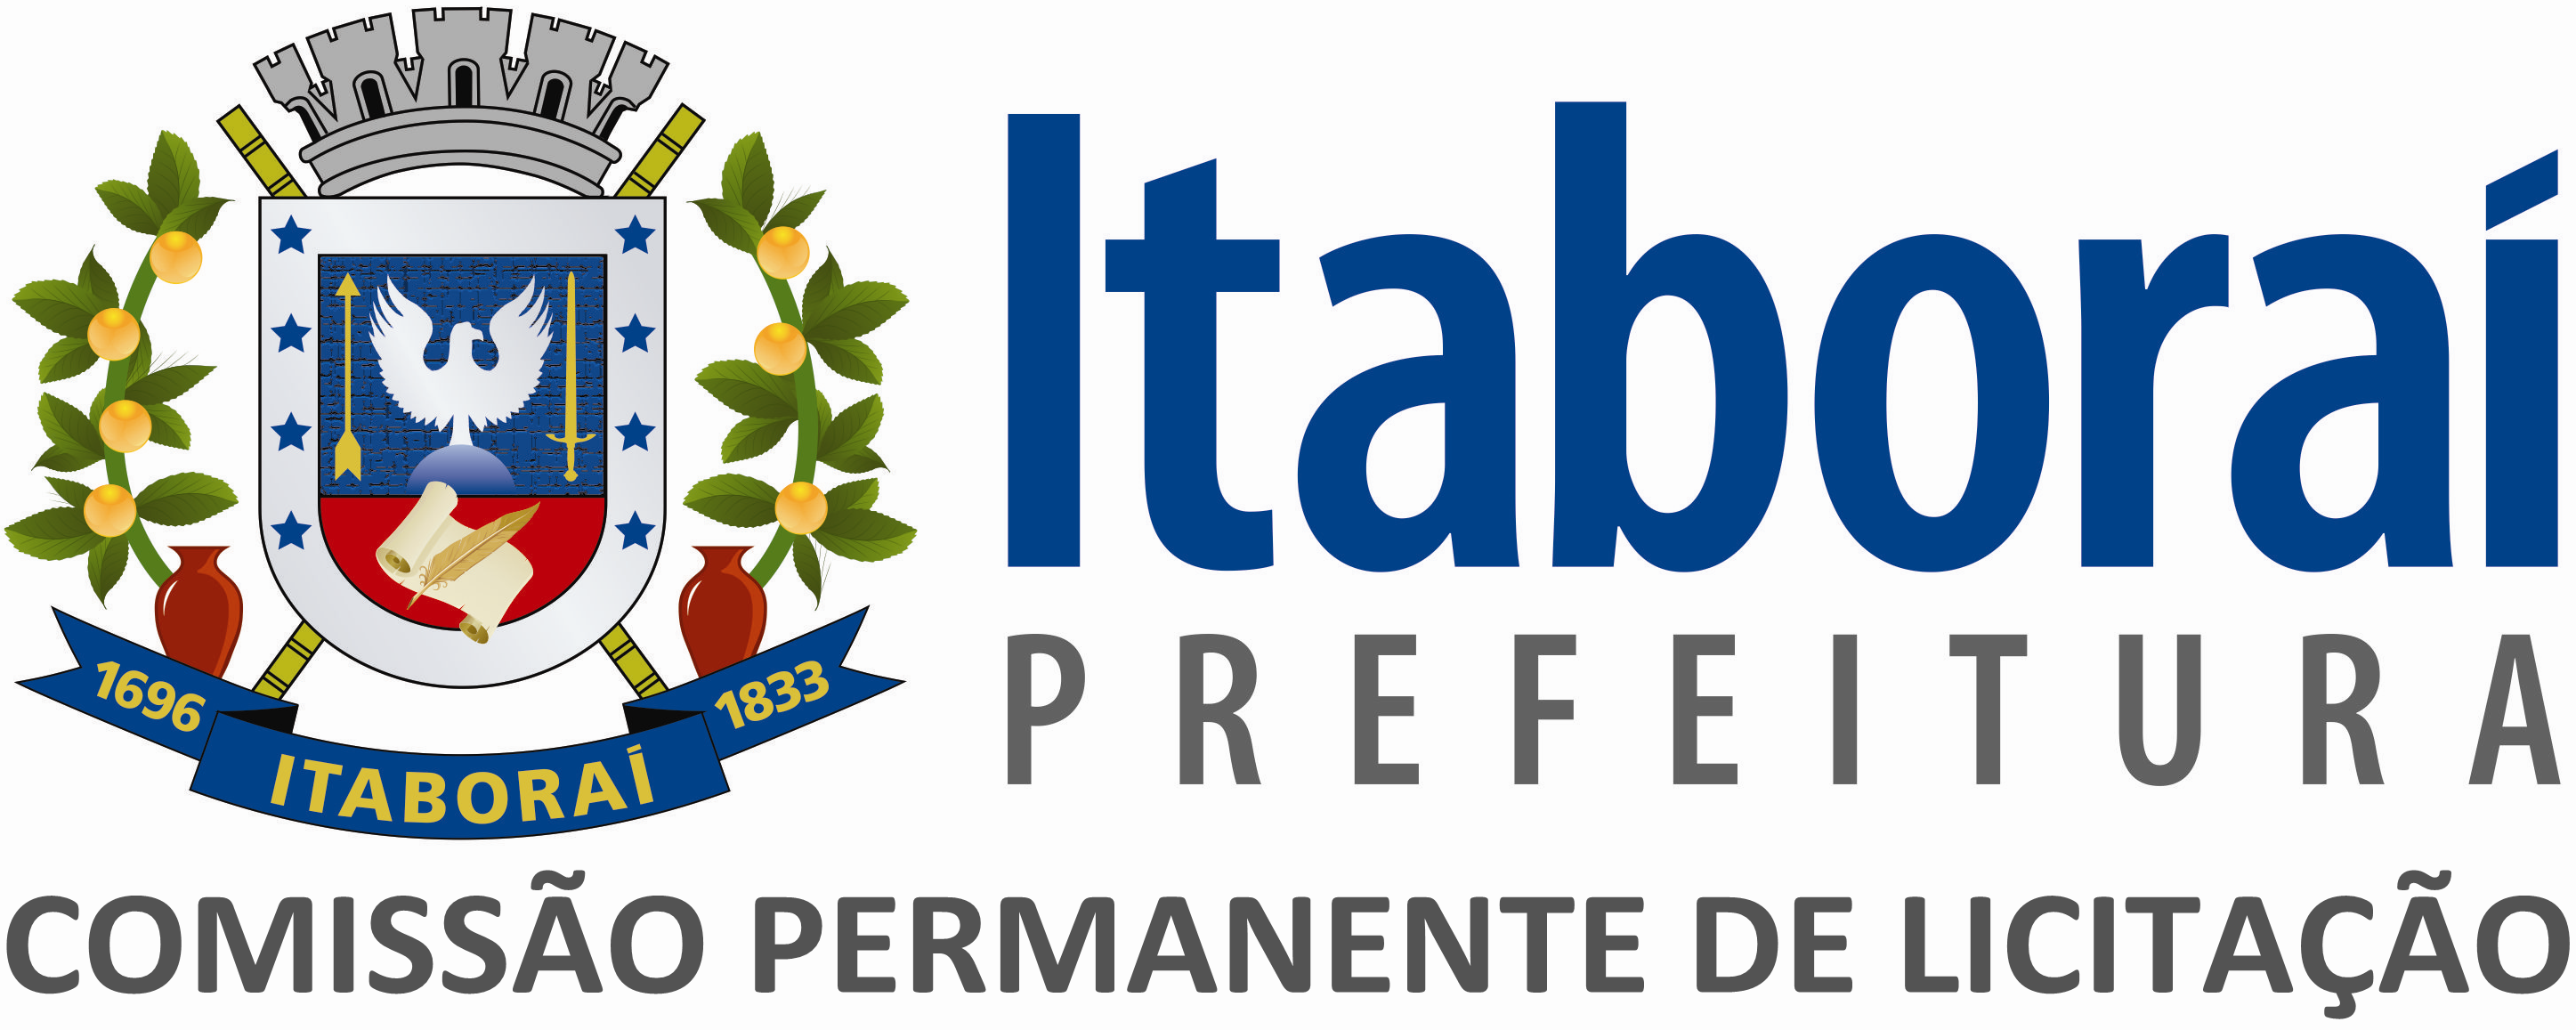 Itaboraí
PREFEITURA
1696
1833
ITABORAÍ
COMISSÃO PERMANENTE DE LICITAÇÃO